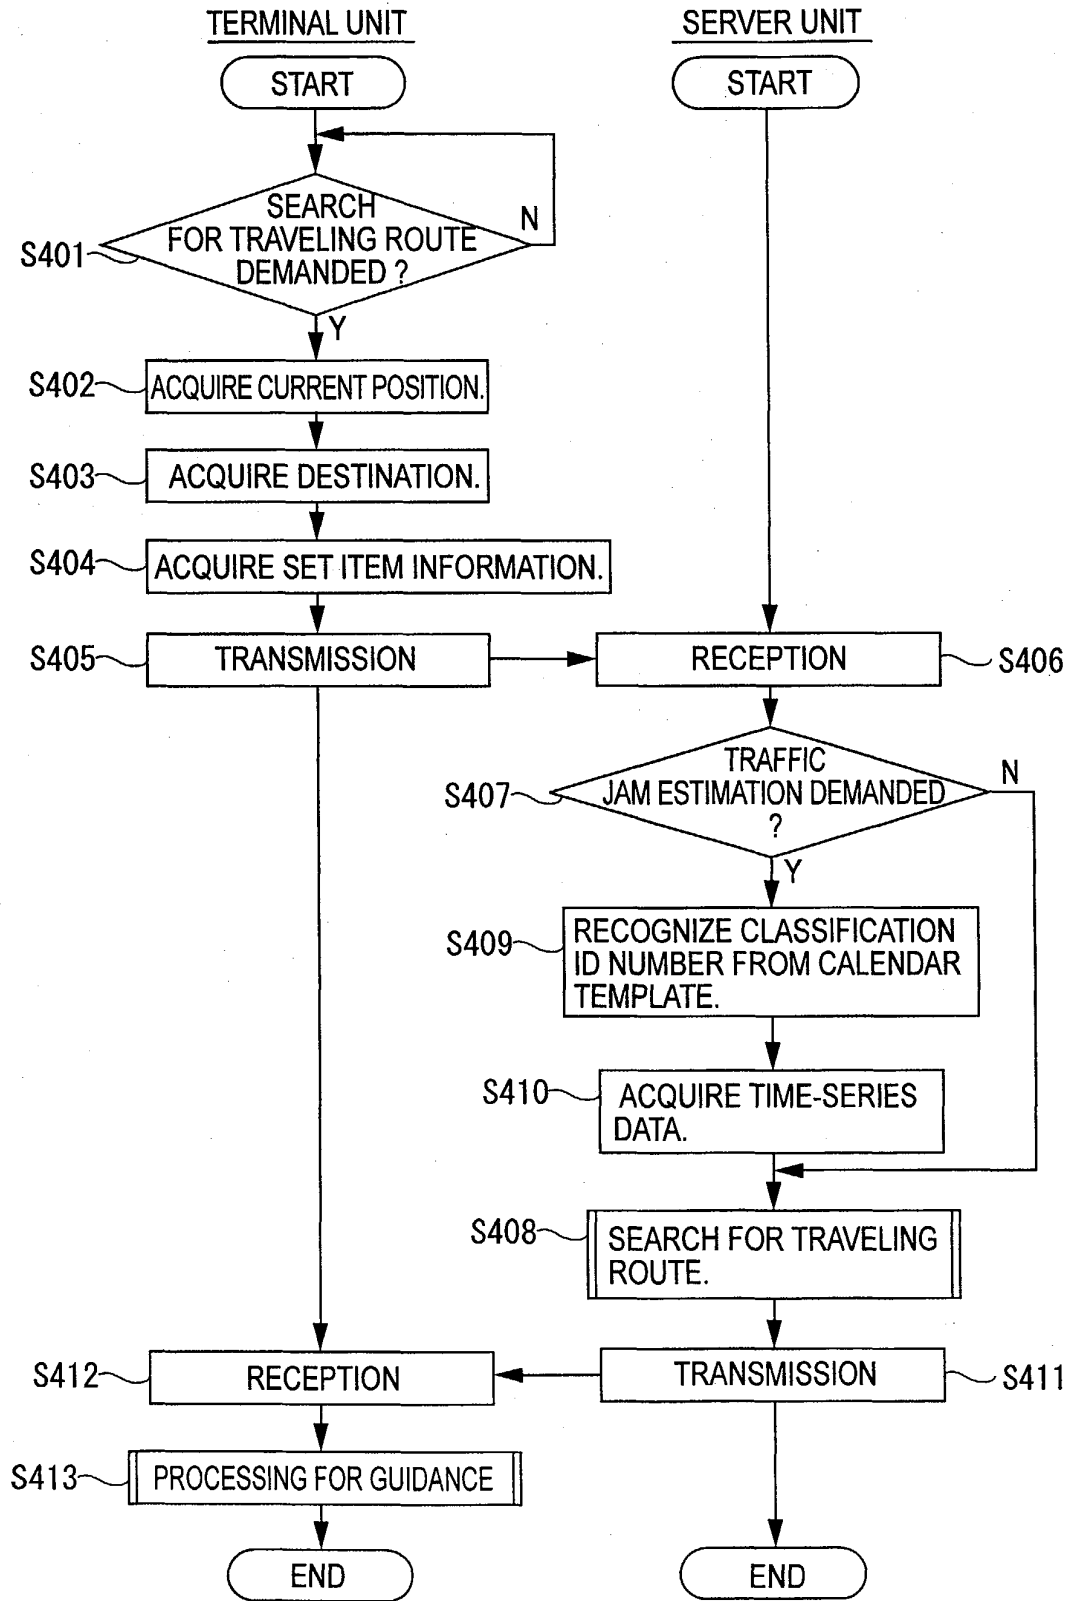 TERMINAL UNIT
SERVER UNIT
START
START
SEARCH
FOR TRAVELING ROUTE
DEMANDED ?
N
S401
Y
S402
ACQUIRE CURRENT POSITION.
S403
ACQUIRE DESTINATION.
S404
ACQUIRE SET ITEM INFORMATION.
S405
TRANSMISSION
RECEPTION
S406
TRAFFIC
JAM ESTIMATION DEMANDED
?
N
S407
Y
S409
RECOGNIZE CLASSIFICATION
ID NUMBER FROM CALENDAR
TEMPLATE.
S410
ACQUIRE TIME-SERIES
DATA.
S408
SEARCH FOR TRAVELING
ROUTE.
S412
RECEPTION
TRANSMISSION
S411
S413
PROCESSING FOR GUIDANCE
END
END